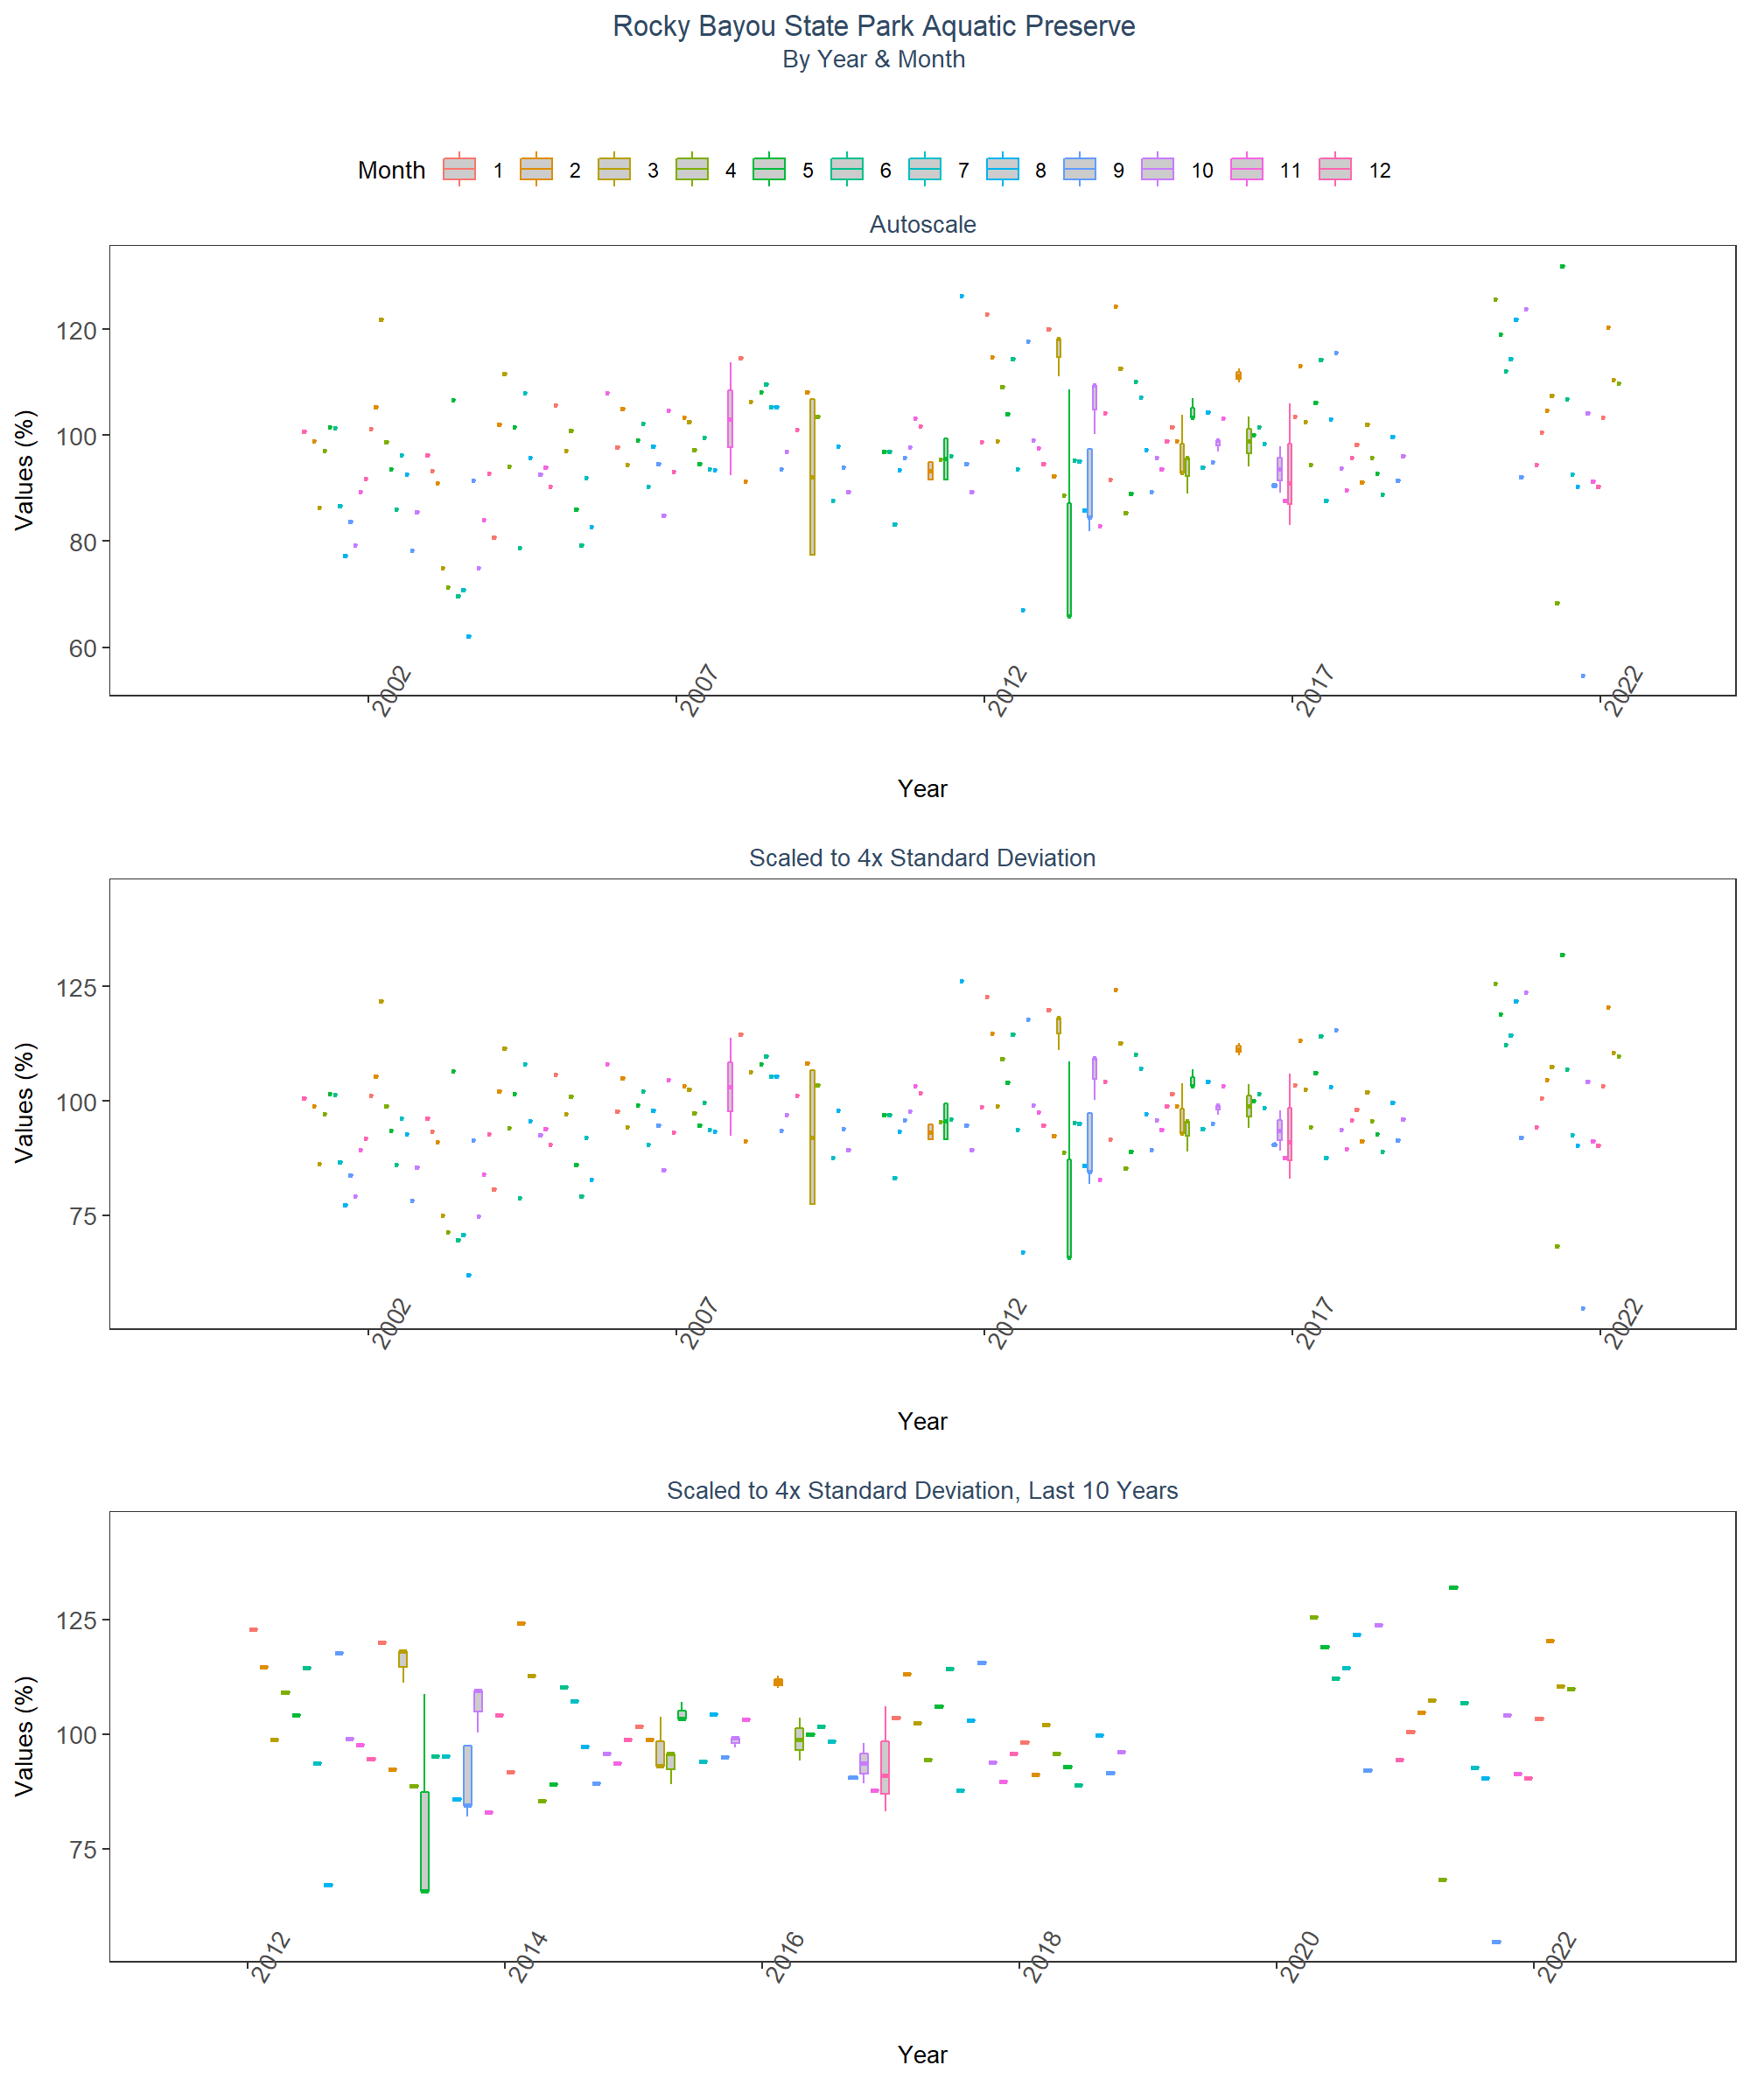 Rocky Bayou State Park Aquatic Preserve
By Year & Month
Month 1 2 3 4 5 6 7 8 9 10 11 12
Autoscale
Values (%)
120
100
80
60
2002 2007 2012 2017 2022
Year
Scaled to 4x Standard Deviation
Values (%)
125
100
75
2002 2007 2012 2017 2022
Year
Scaled to 4x Standard Deviation, Last 10 Years
Values (%)
125
100
75
2012 2014 2016 2018 2020 2022
Year